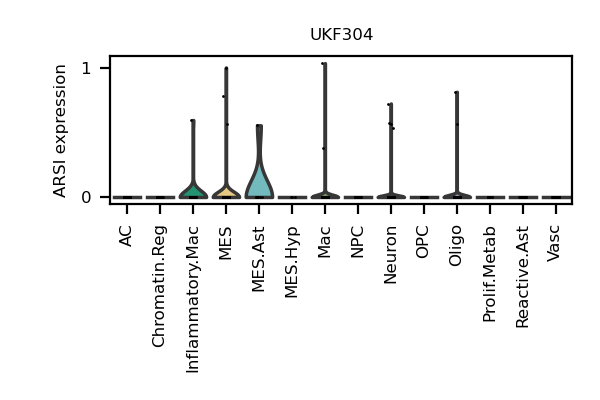 UKF304
ARSI expression
1
0
AC
Chromatin.Reg
Inflammatory.Mac
MES
MES.Ast
MES.Hyp
Mac
NPC
Neuron
OPC
Oligo
Prolif.Metab
Reactive.Ast
Vasc